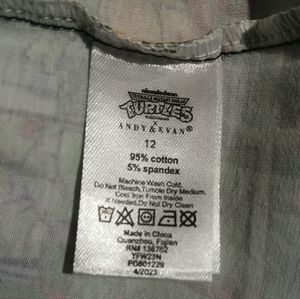 nickelodeon
TEENAGE MUTANT NINJA
TURTLES
X
ANDY & EVAN
12
95% cotton
5% spandex
Machine Wash Cold.
Do Not Bleach,Tumble Dry Medium.
Cool Iron From Inside
If Needed,Do Not Dry Clean.
Made In China
Quanzhou, Fujian
RN# 136762
YFW23N
PO801229
4/2023